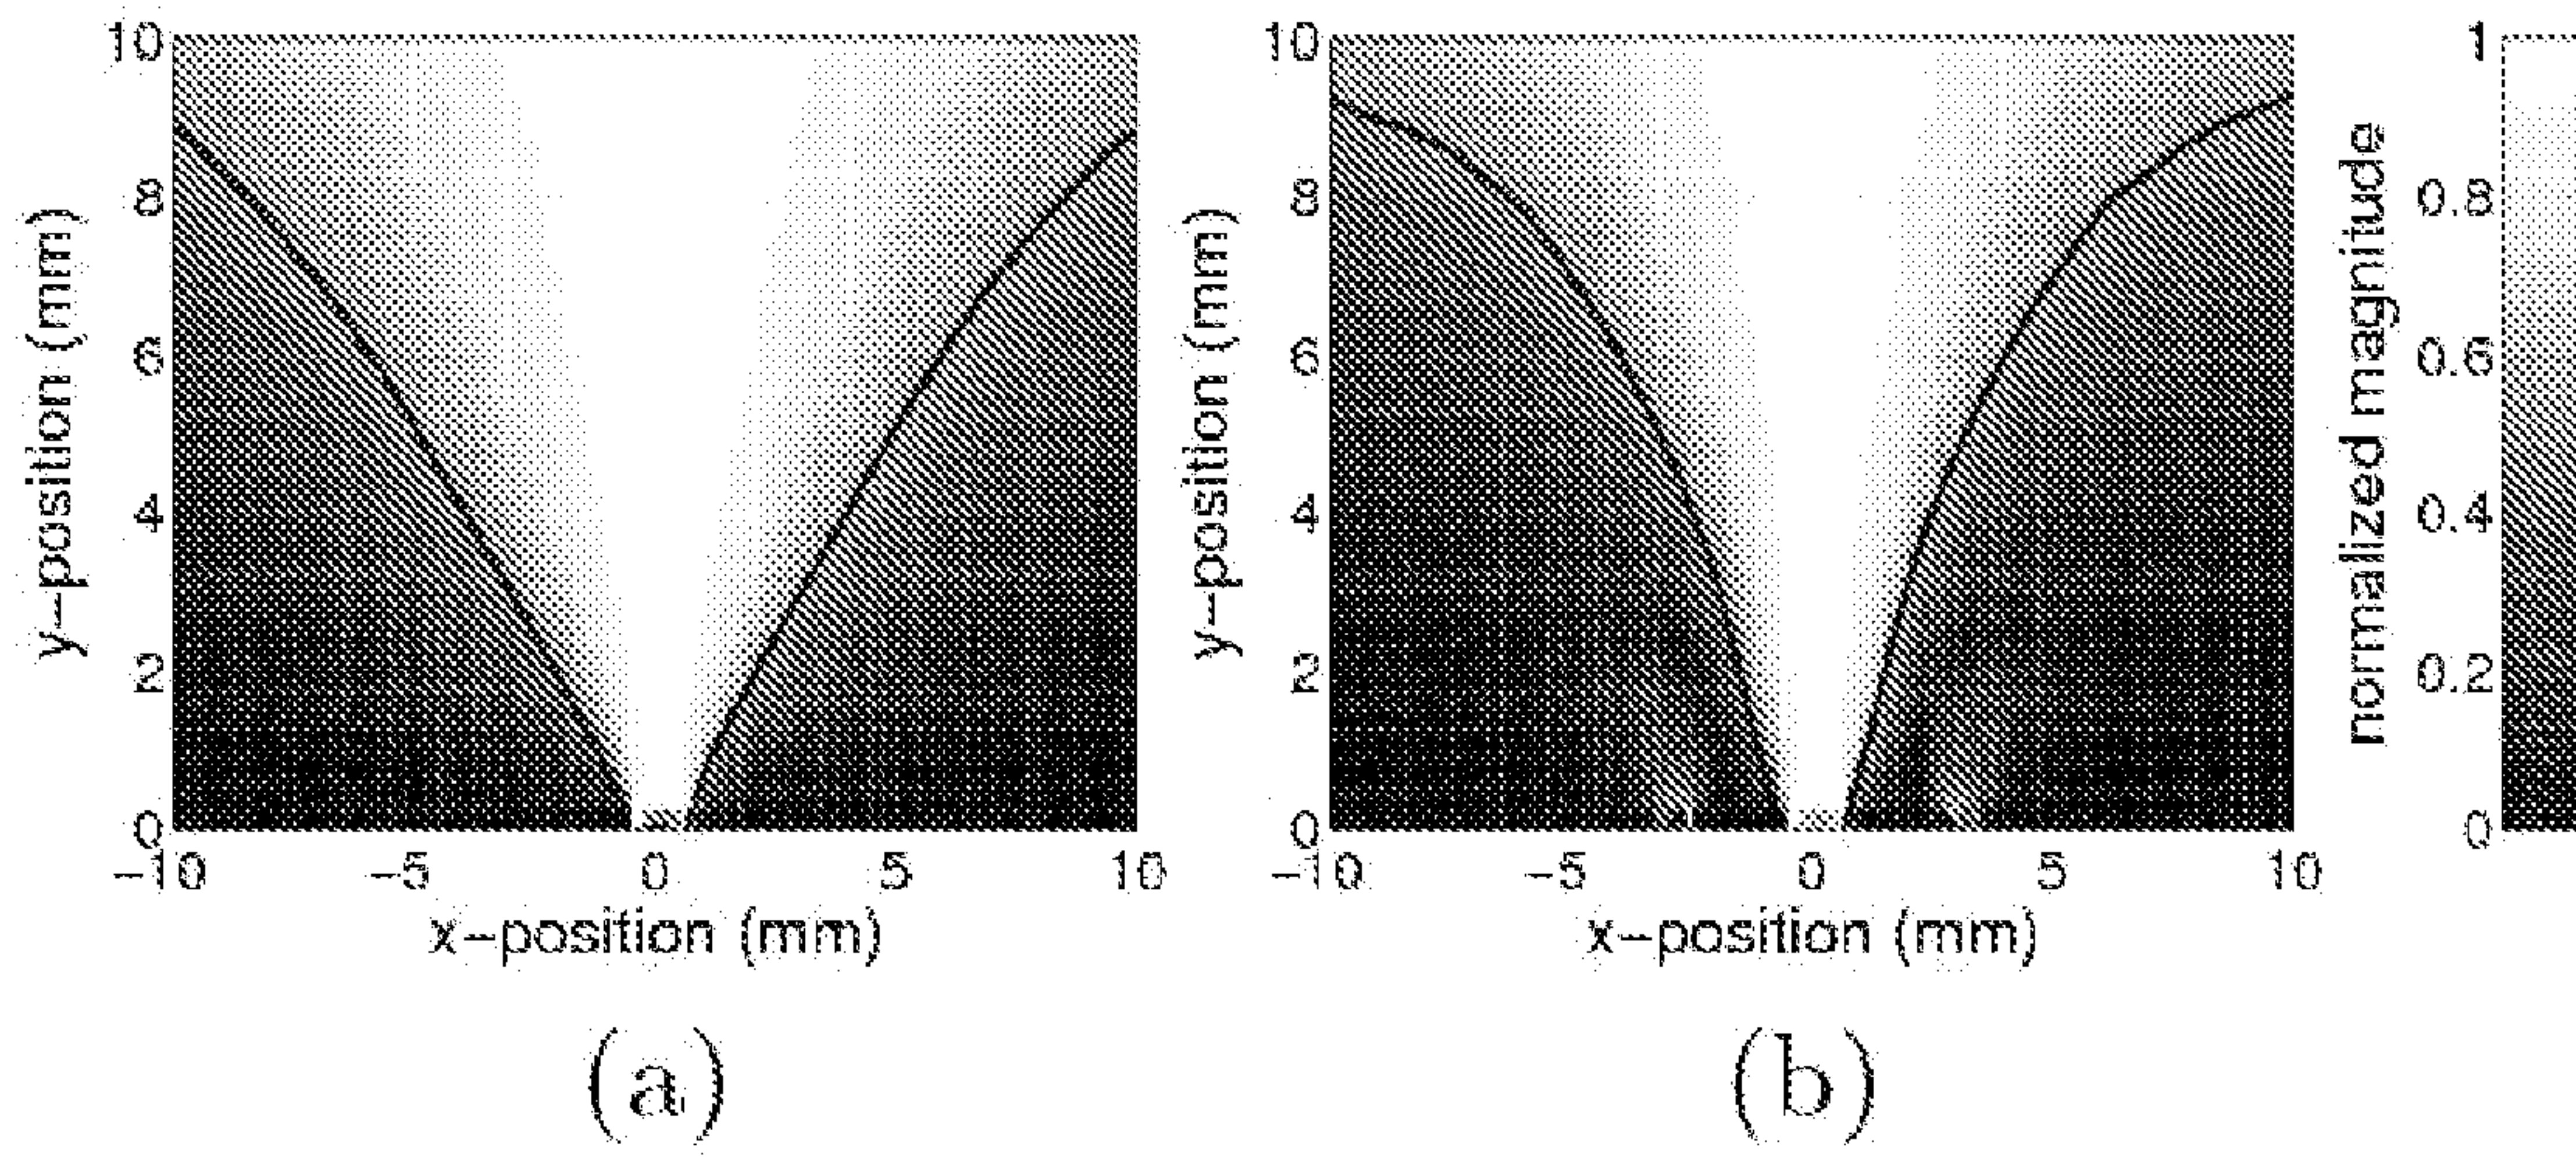 10
8
6
4
2
0
y-position (mm)
-10 -5 0 5 10
x-position (mm)
(a)
10
8
6
4
2
0
y-position (mm)
-10 -5 0 5 10
x-position (mm)
(b)
normalized magnitude
1
0.8
0.6
0.4
0.2
0